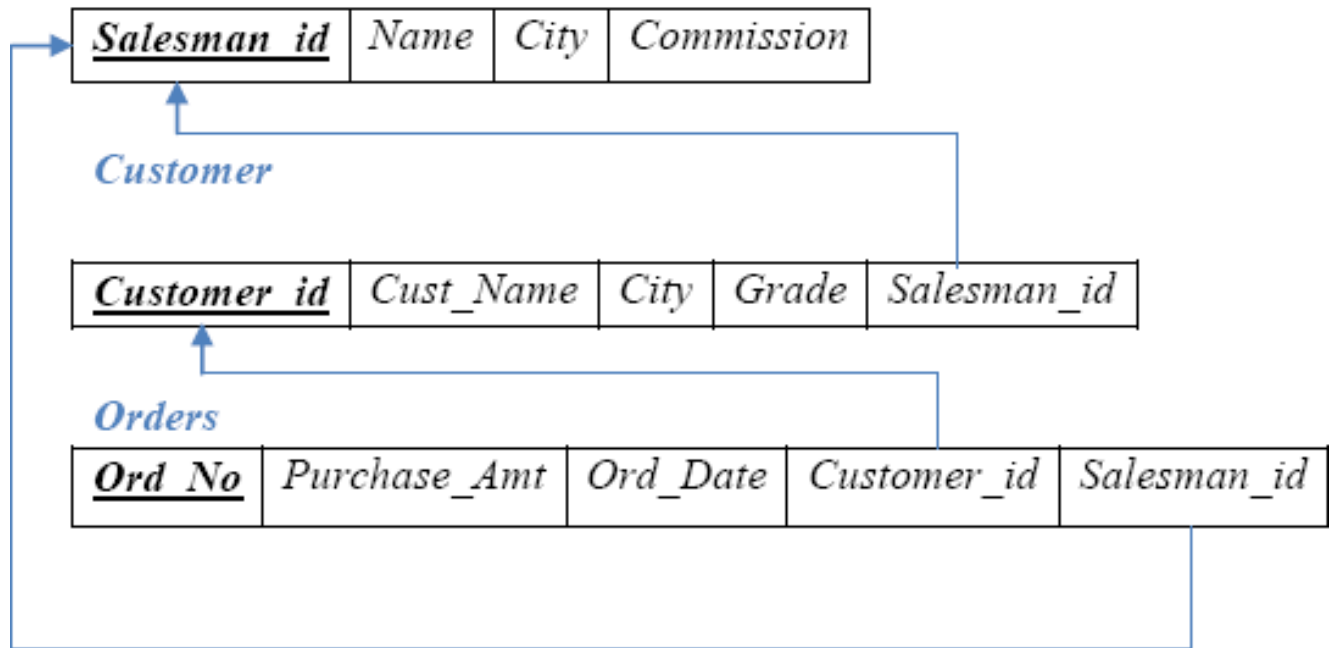 Salesman_id Name City Commission
Customer
Customer_id Cust_Name City Grade Salesman_id
Orders
Ord_No Purchase_Amt Ord_Date Customer_id Salesman_id